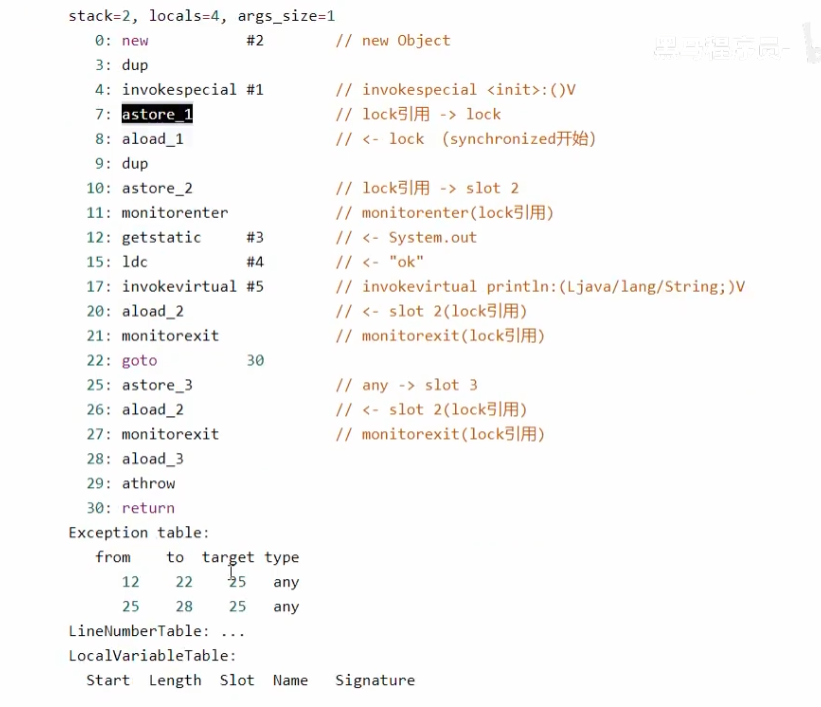 stack=2, locals=4, args_size=1
0: new #2 // new Object
3: dup
4: invokespecial #1 // invokespecial <init>:()V
7: astore_1 // lock引用 -> lock
8: aload_1 // <- lock (synchronized开始)
9: dup
10: astore_2 // lock引用 -> slot 2
11: monitorenter // monitorenter(lock引用)
12: getstatic #3 // <- System.out
15: ldc #4 // <- "ok"
17: invokevirtual #5 // invokevirtual println:(Ljava/lang/String;)V
20: aload_2 // <- slot 2(lock引用)
21: monitorexit // monitorexit(lock引用)
22: goto 30
25: astore_3 // any -> slot 3
26: aload_2 // <- slot 2(lock引用)
27: monitorexit // monitorexit(lock引用)
28: aload_3
29: athrow
30: return
Exception table:
from to target type
12 22 25 any
25 28 25 any
LineNumberTable: ...
LocalVariableTable:
Start Length Slot Name Signature